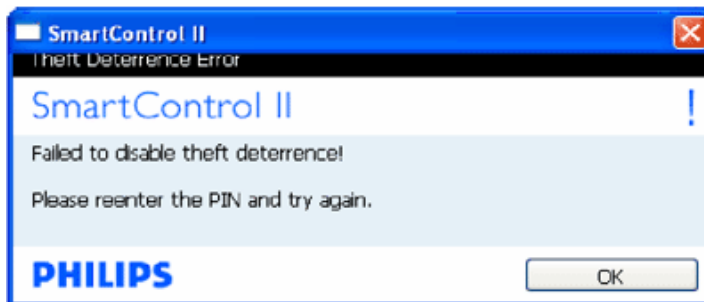 SmartControl II
Theft Deterrence Error
SmartControl II !
Failed to disable theft deterrence!
Please reenter the PIN and try again.
PHILIPS
OK